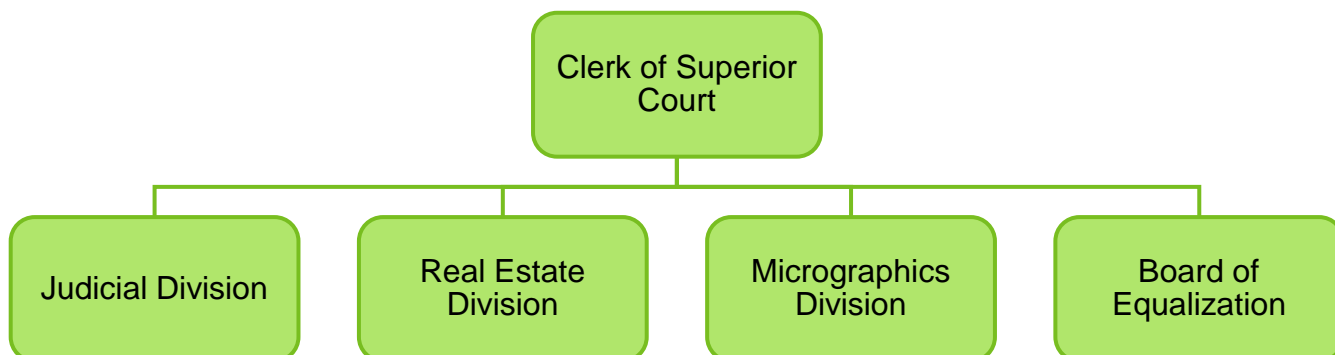 Clerk of Superior
Court
Judicial Division
Real Estate
Division
Micrographics
Division
Board of
Equalization